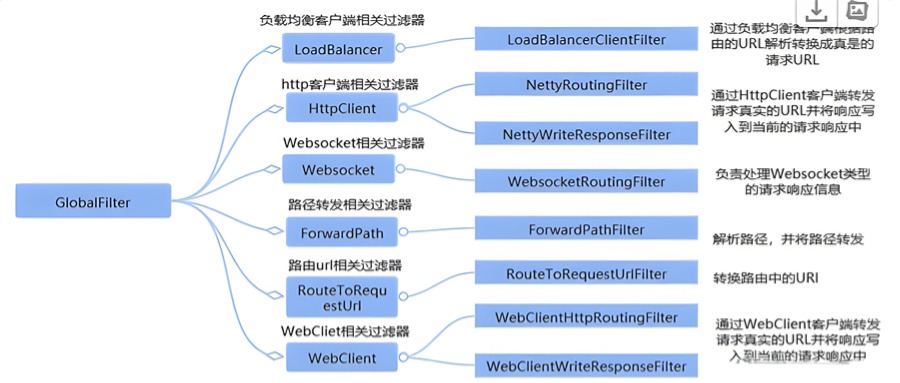 负载均衡客户端相关过滤器
LoadBalancer
LoadBalancerClientFilter
通过负载均衡客户端根据路
由的URL解析转换成真是的
请求URL
http客户端相关过滤器
HttpClient
NettyRoutingFilter
NettyWriteResponseFilter
通过HttpClient客户端转发
请求真实的URL并将响应写
入到当前的请求响应中
Websocket相关过滤器
Websocket
WebsocketRoutingFilter
负责处理Websocket类型
的请求响应信息
GlobalFilter
路径转发相关过滤器
ForwardPath
ForwardPathFilter
解析路径，并将路径转发
路由url相关过滤器
RouteToRequ
estUrl
RouteToRequestUrlFilter
转换路由中的URI
WebCliet相关过滤器
WebClient
WebClientHttpRoutingFilter
WebClientWriteResponseFilter
通过WebClient客户端转发
请求真实的URL并将响应写
入到当前的请求响应中